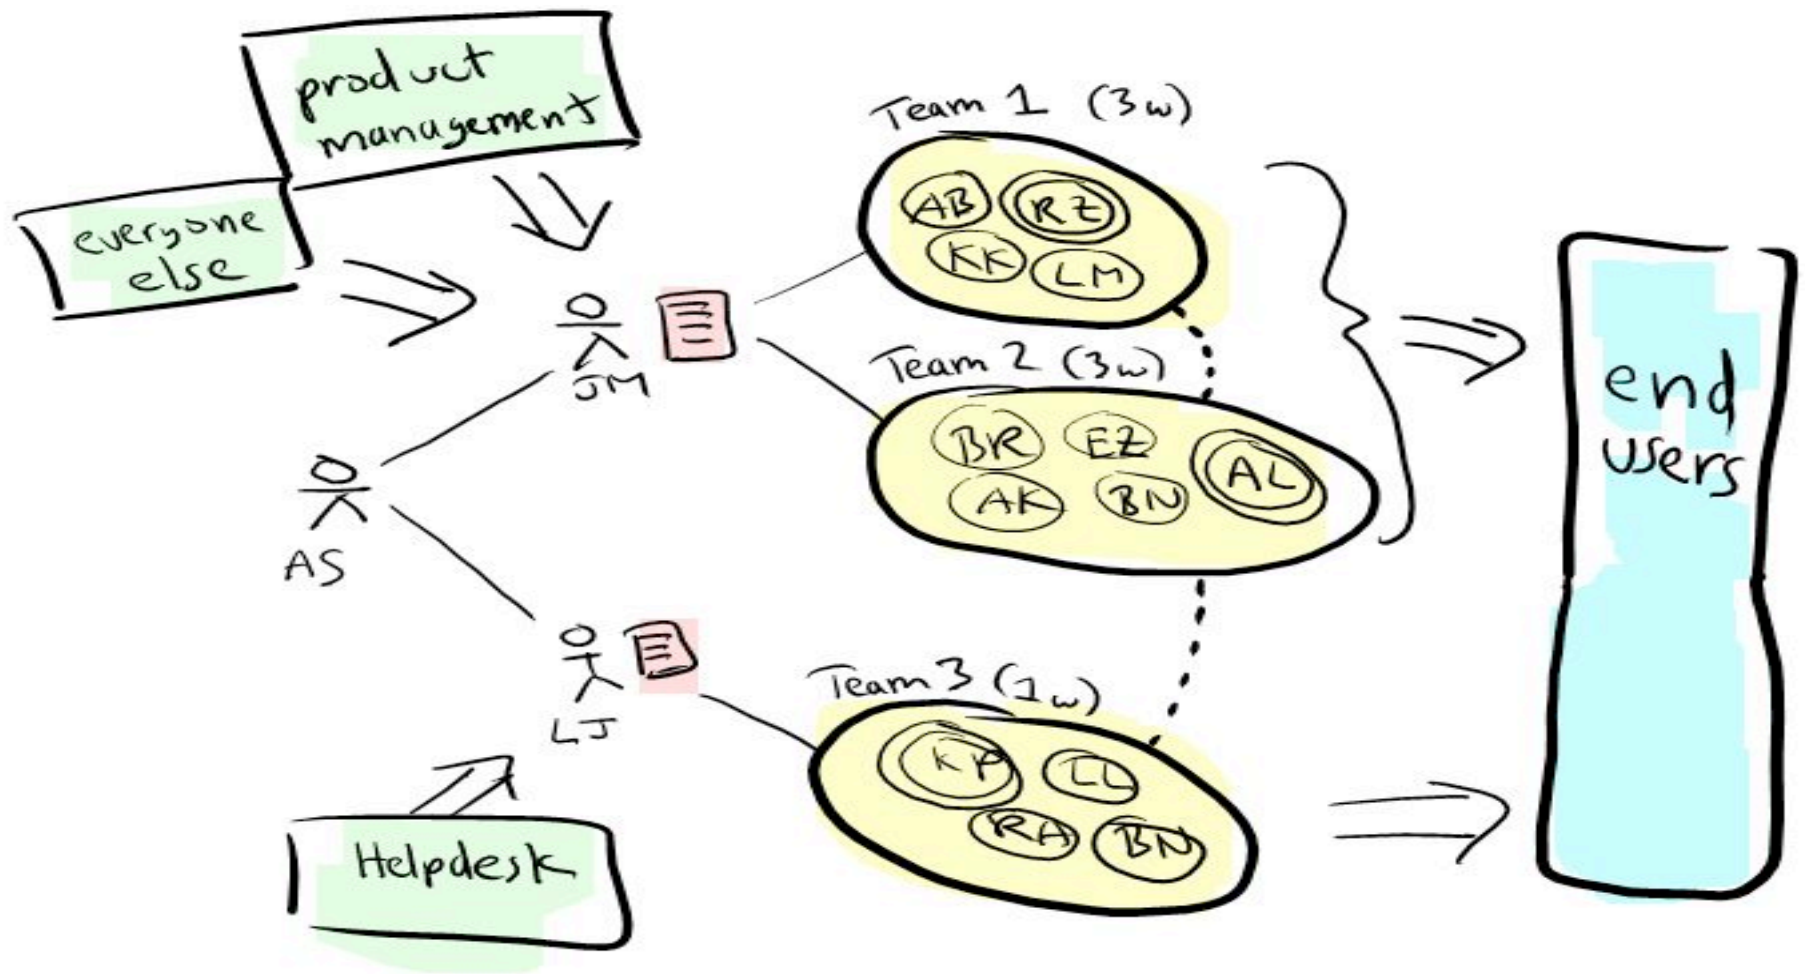 product
management
everyone
else
Team 1 (3w)
AB
RZ
KK
LM
JM
Team 2 (3w)
BR
EZ
AL
AK
BN
end
users
AS
LJ
Team 3 (1w)
KP
LL
RA
BN
Helpdesk